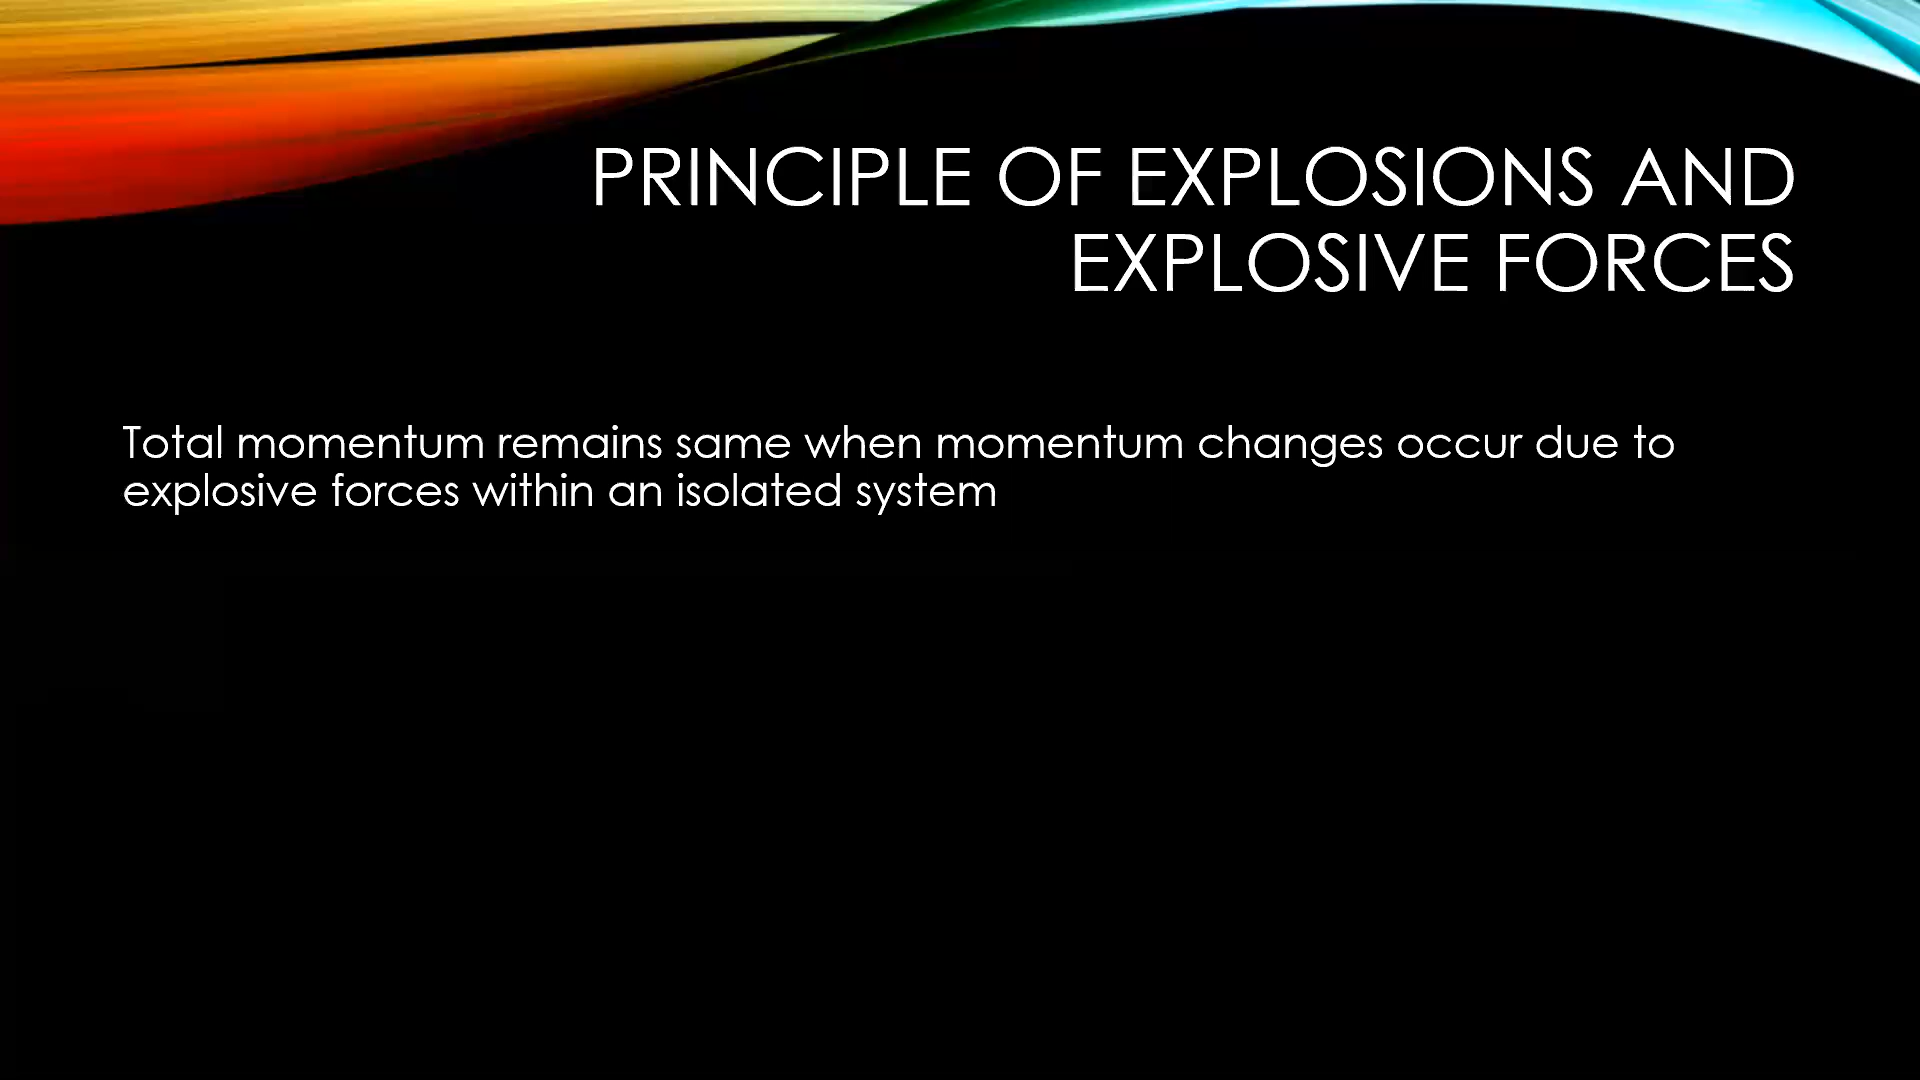 PRINCIPLE OF EXPLOSIONS AND
EXPLOSIVE FORCES
Total momentum remains same when momentum changes occur due to
explosive forces within an isolated system